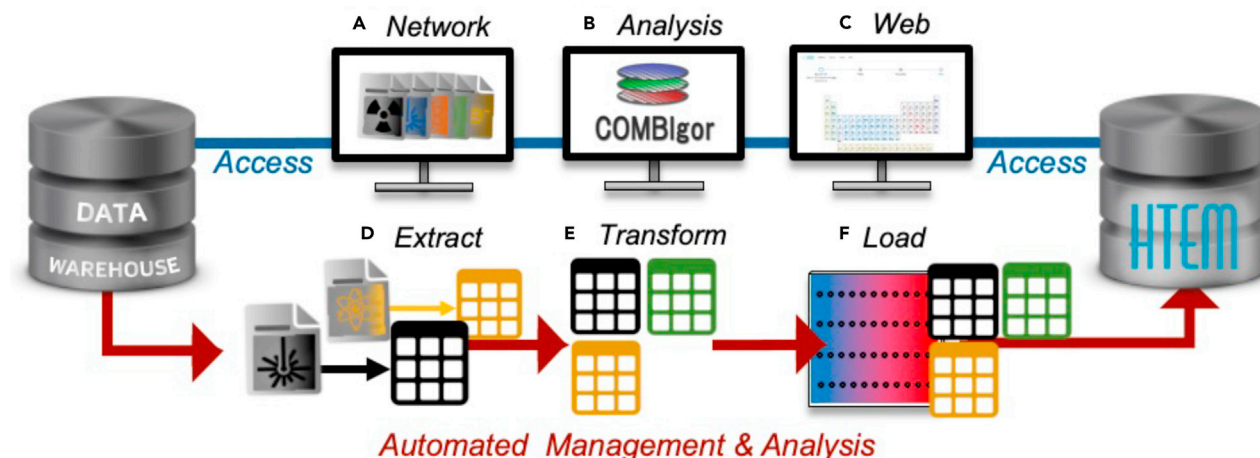 A Network
B Analysis
C Web
COMBIgor
Access
Access
DATA
WAREHOUSE
HTEM
D Extract
E Transform
F Load
Automated Management & Analysis